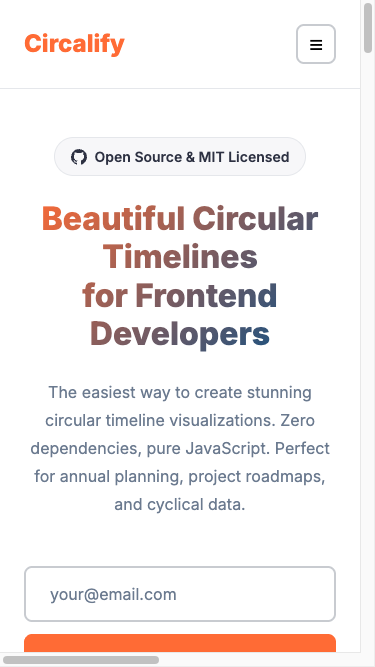 Circalify
Open Source & MIT Licensed
Beautiful Circular
Timelines
for Frontend
Developers
The easiest way to create stunning
circular timeline visualizations. Zero
dependencies, pure JavaScript. Perfect
for annual planning, project roadmaps,
and cyclical data.
your@email.com